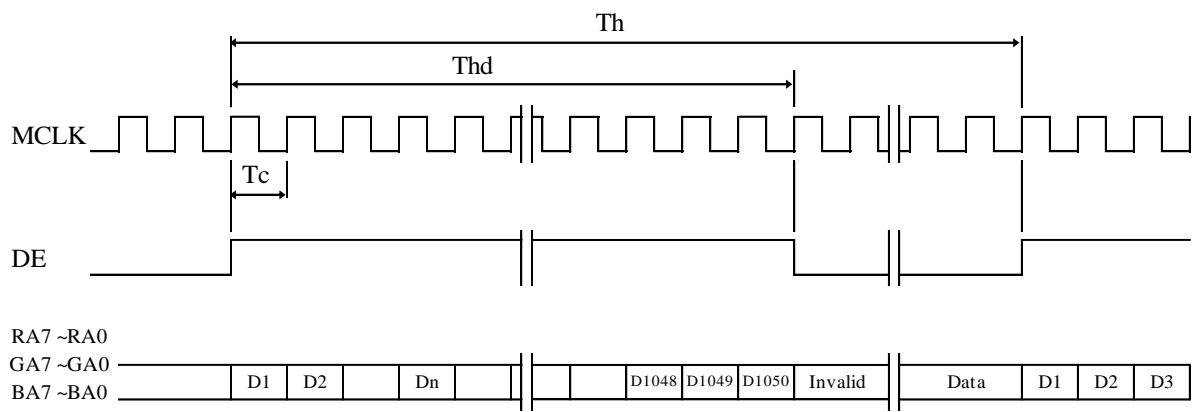 Th
Thd
MCLK
Tc
DE
RA7 ~RA0
GA7 ~GA0
BA7 ~BA0
D1 D2 Dn D1048 D1049 D1050 Invalid Data D1 D2 D3